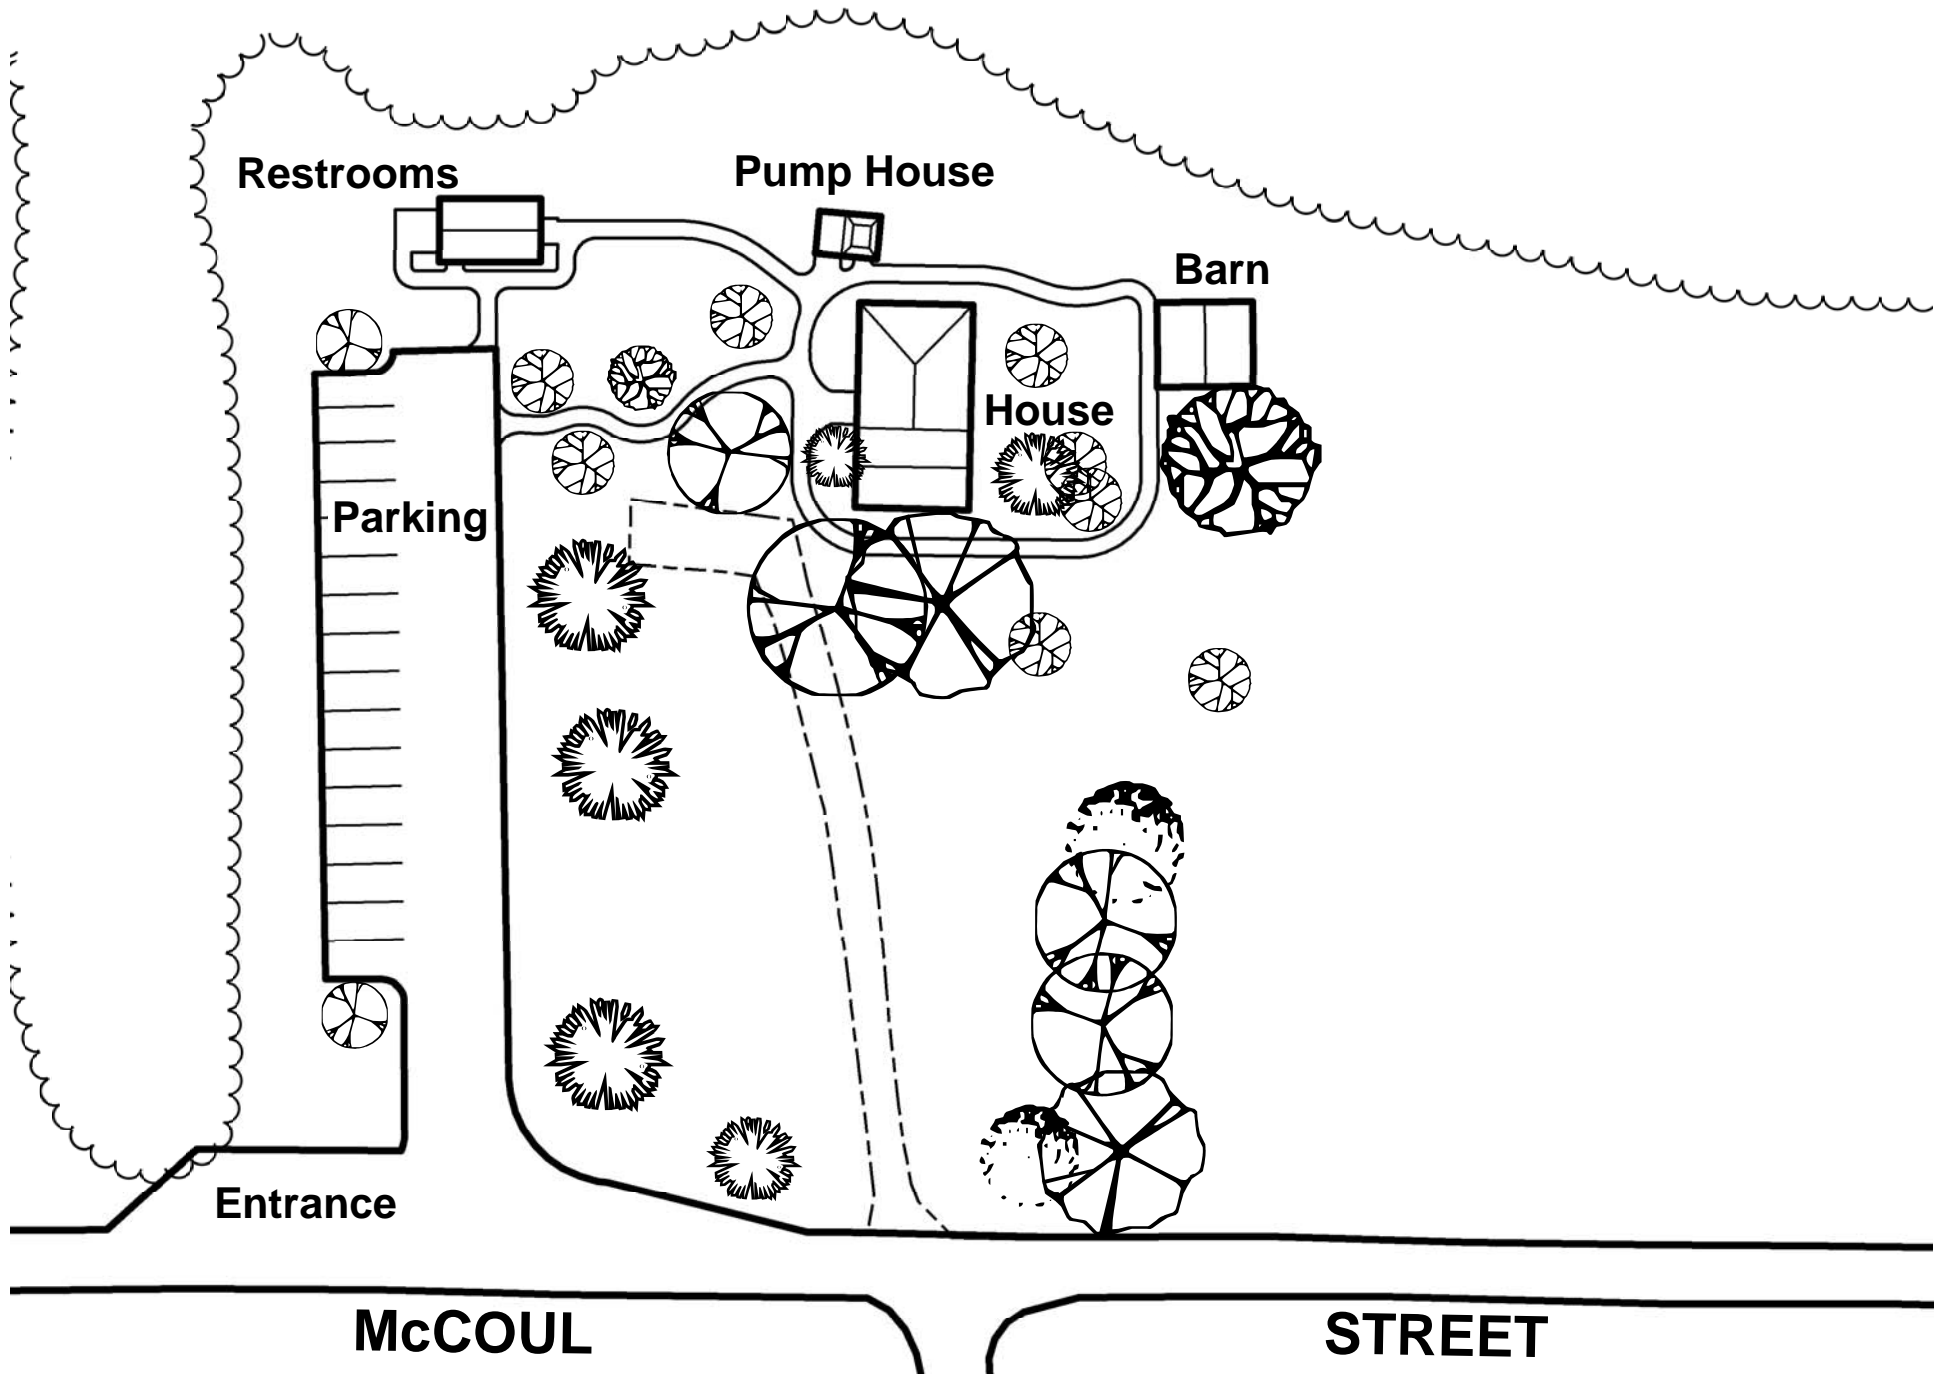 Restrooms
Pump House
Barn
House
Parking
Entrance
McCOUL STREET